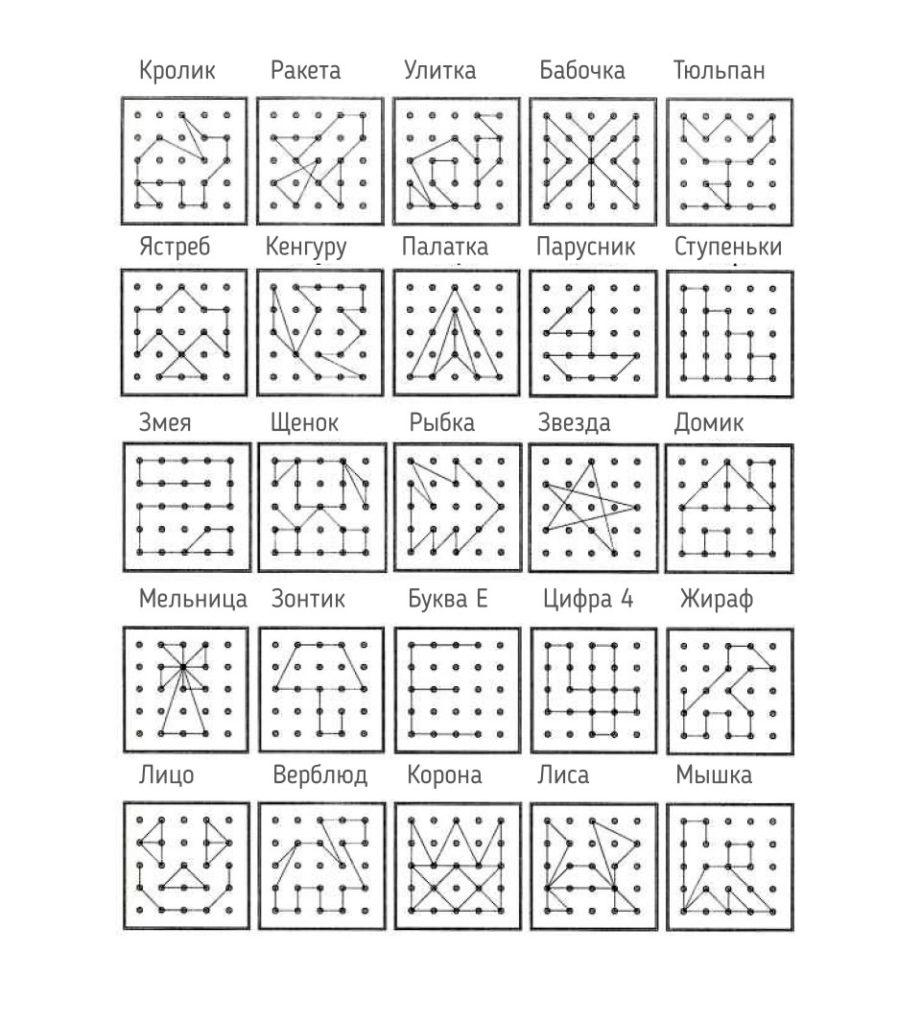 Кролик Ракета Улитка Бабочка Тюльпан
Ястреб Кенгуру Палатка Парусник Ступеньки
Змея Щенок Рыбка Звезда Домик
Мельница Зонтик Буква Е Цифра 4 Жираф
Лицо Верблюд Корона Лиса Мышка